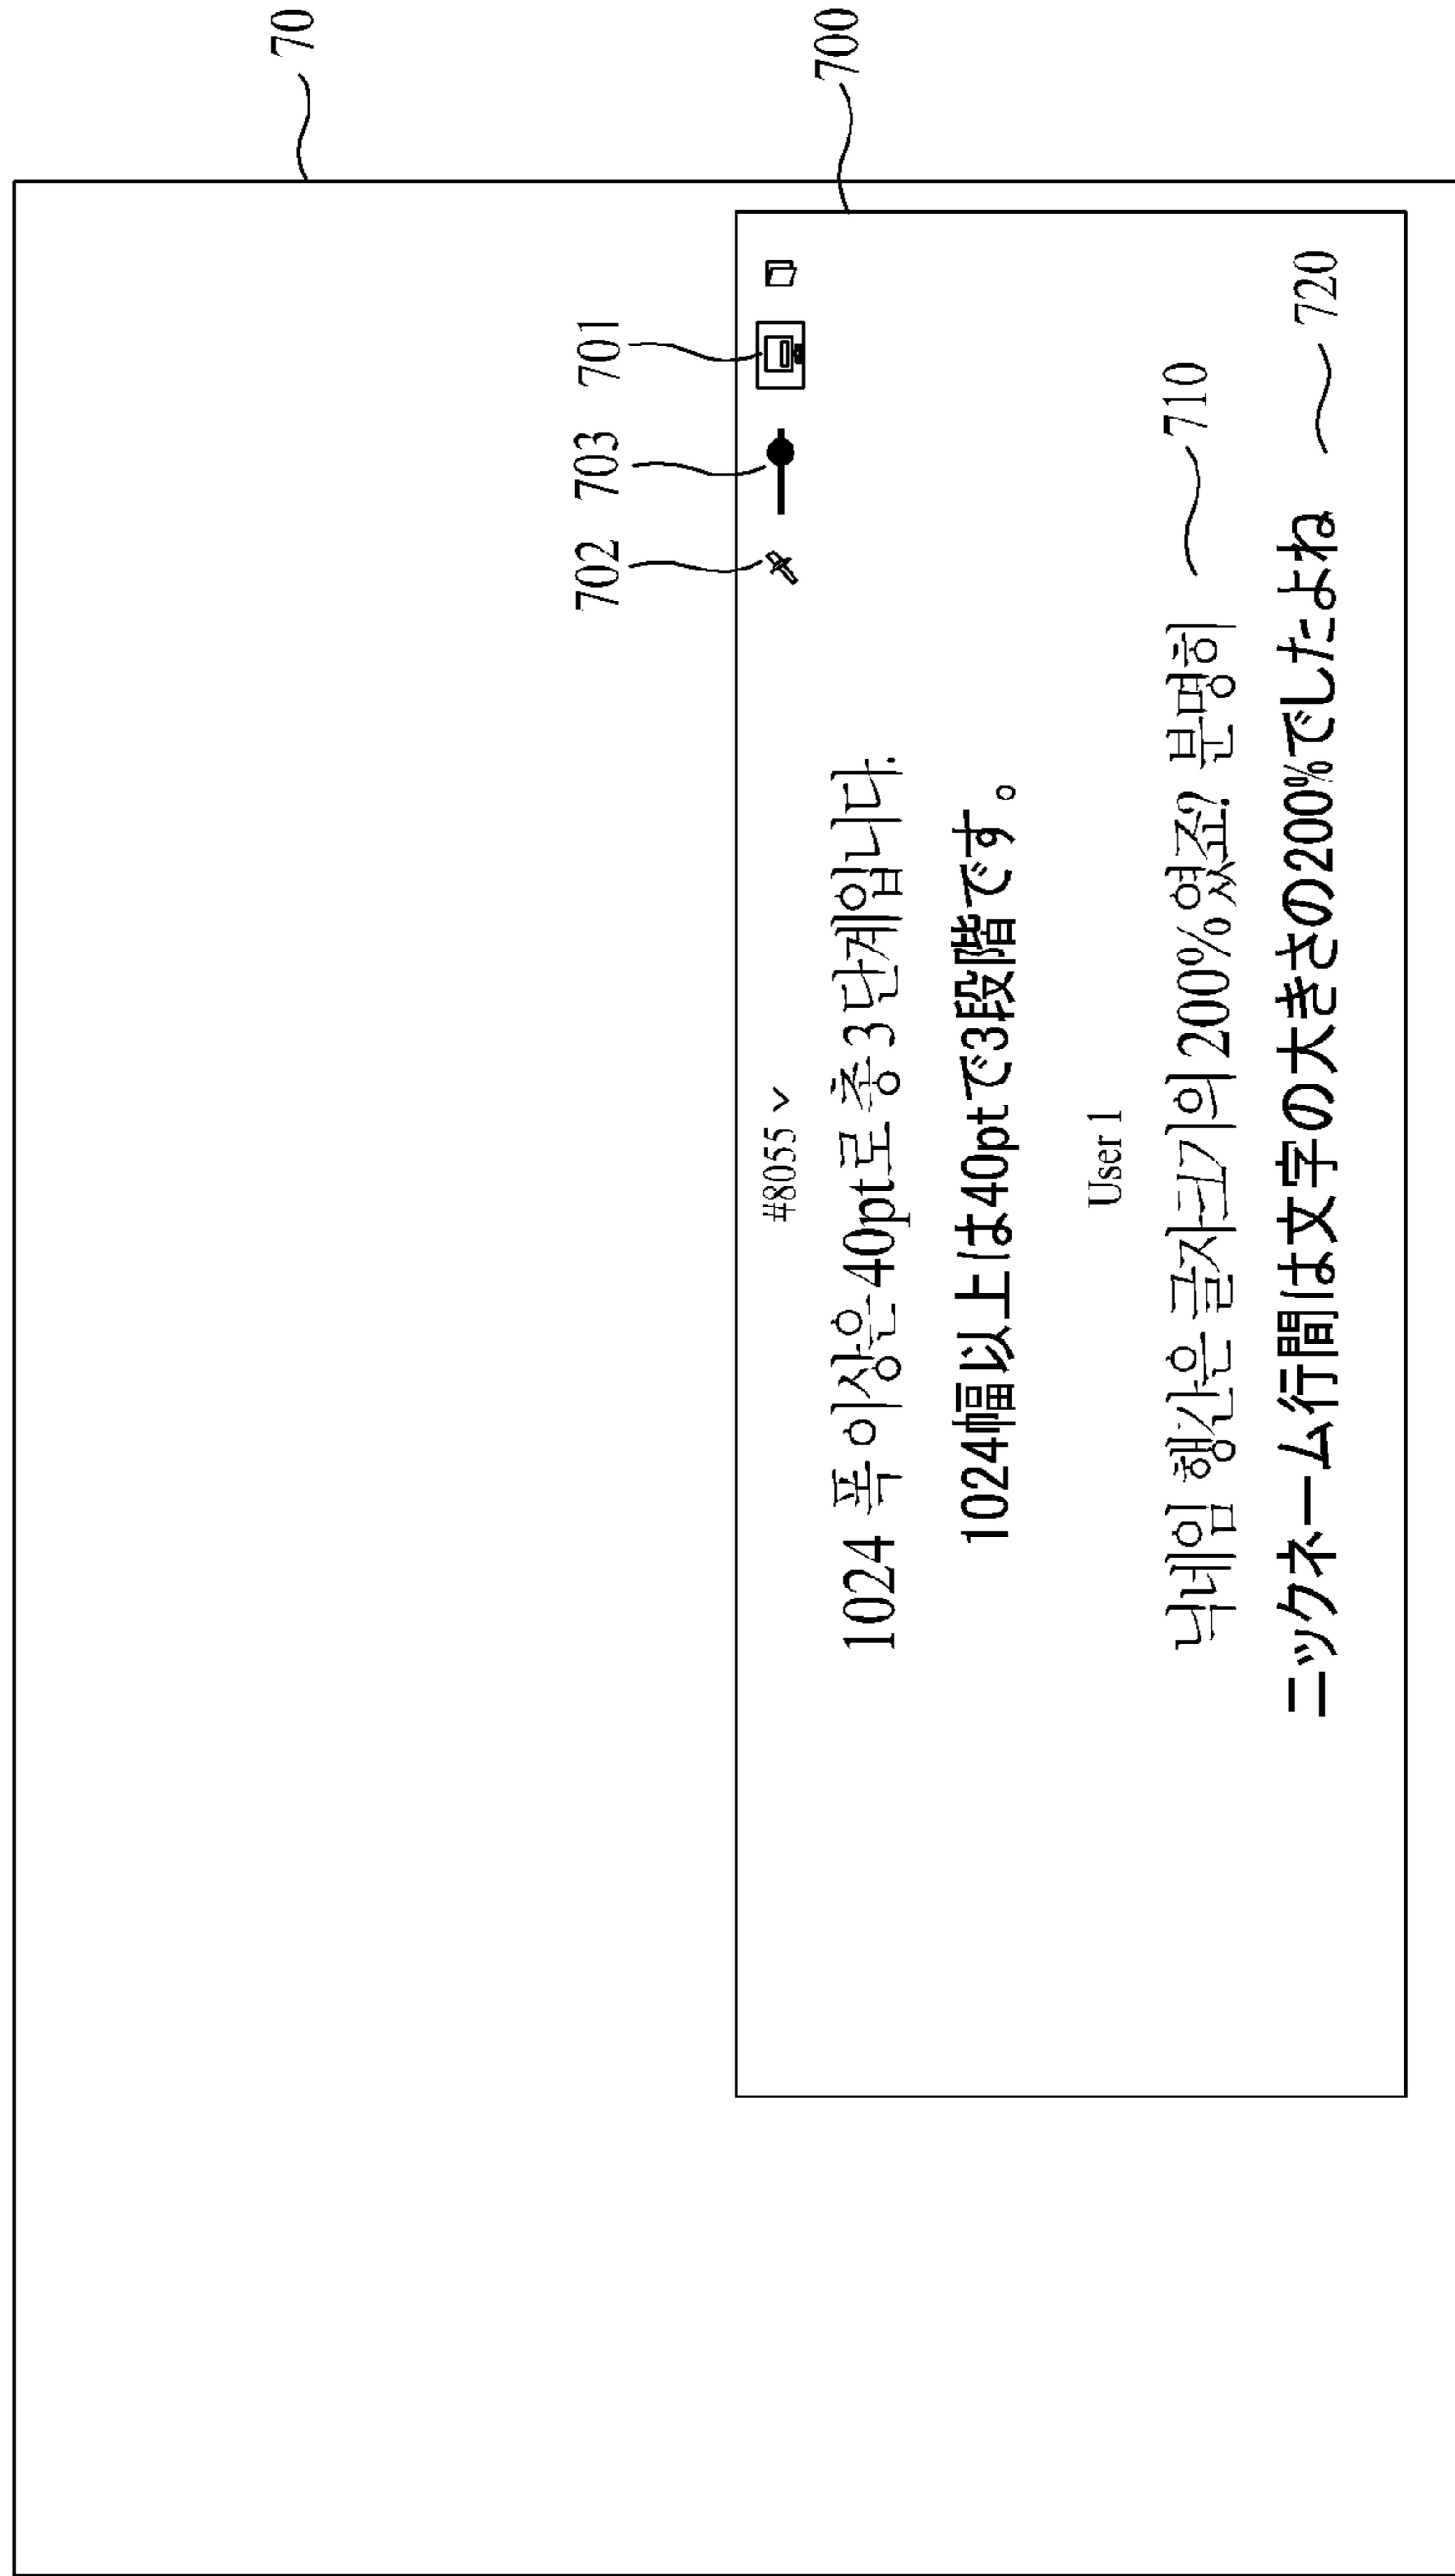 70
700
702 703 701
#8055 ∨
1024 폭 이상은 40pt로 총 3 단계입니다.
1024幅以上は40ptで3段階です。
User 1
닉네임 행간은 글자크기의 200%였죠? 분명히
710
ニックネーム行間は文字の大きさの200%でしたよね
720